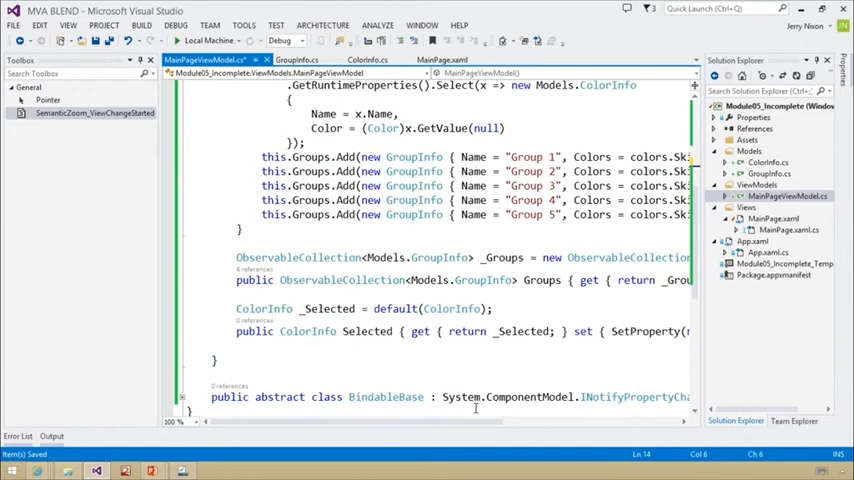 MVA BLEND - Microsoft Visual Studio
3
Quick Launch (Ctrl+Q)
FILE EDIT VIEW PROJECT BUILD DEBUG TEAM TOOLS TEST ARCHITECTURE ANALYZE WINDOW HELP
Jerry Nixon
Local Machine Debug
Toolbox
Search Toolbox
General
Pointer
SemanticZoom_ViewChangeStarted
MainPageViewModel.cs* GroupInfo.cs ColorInfo.cs MainPage.xaml
Module05_Incomplete.ViewModels.MainPageViewModel MainPageViewModel()
.GetRuntimeProperties().Select(x => new Models.ColorInfo
{
Name = x.Name,
Color = (Color)x.GetValue(null)
});
this.Groups.Add(new GroupInfo { Name = "Group 1", Colors = colors.Ski
this.Groups.Add(new GroupInfo { Name = "Group 2", Colors = colors.Ski
this.Groups.Add(new GroupInfo { Name = "Group 3", Colors = colors.Ski
this.Groups.Add(new GroupInfo { Name = "Group 4", Colors = colors.Ski
this.Groups.Add(new GroupInfo { Name = "Group 5", Colors = colors.Ski
}
ObservableCollection<Models.GroupInfo> _Groups = new ObservableCollection
6 references
public ObservableCollection<Models.GroupInfo> Groups { get { return _Grou
ColorInfo _Selected = default(ColorInfo);
0 references
public ColorInfo Selected { get { return _Selected; } set { SetProperty(r
}
0 references
public abstract class BindableBase : System.ComponentModel.INotifyPropertyCha
}
100 %
Solution Explorer
Search Solution Explorer (Ctrl+;)
Module05_Incomplete (Window
Properties
References
Assets
Models
ColorInfo.cs
GroupInfo.cs
ViewModels
MainPageViewModel.cs
Views
MainPage.xaml
MainPage.xaml.cs
App.xaml
App.xaml.cs
Module05_Incomplete_Temp
Package.appxmanifest
Solution Explorer Team Explorer
Properties
Error List Output
Item(s) Saved
Ln 14 Col 6 Ch 6 INS